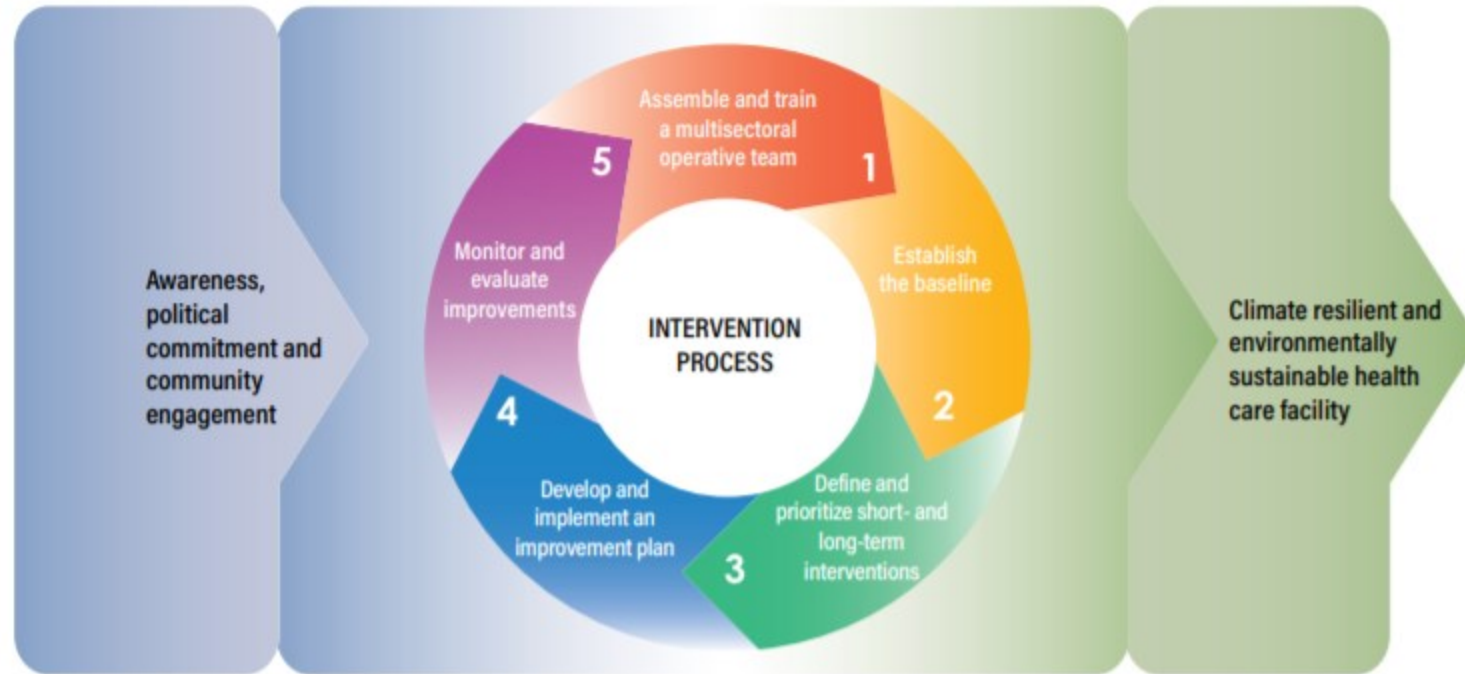 Awareness,
political
commitment and
community
engagement
INTERVENTION
PROCESS
Assemble and train
a multisectoral
operative team
1
Establish
the baseline
2
Define and
prioritize short- and
long-term
interventions
3
Develop and
implement an
improvement plan
4
Monitor and
evaluate
improvements
5
Climate resilient and
environmentally
sustainable health
care facility